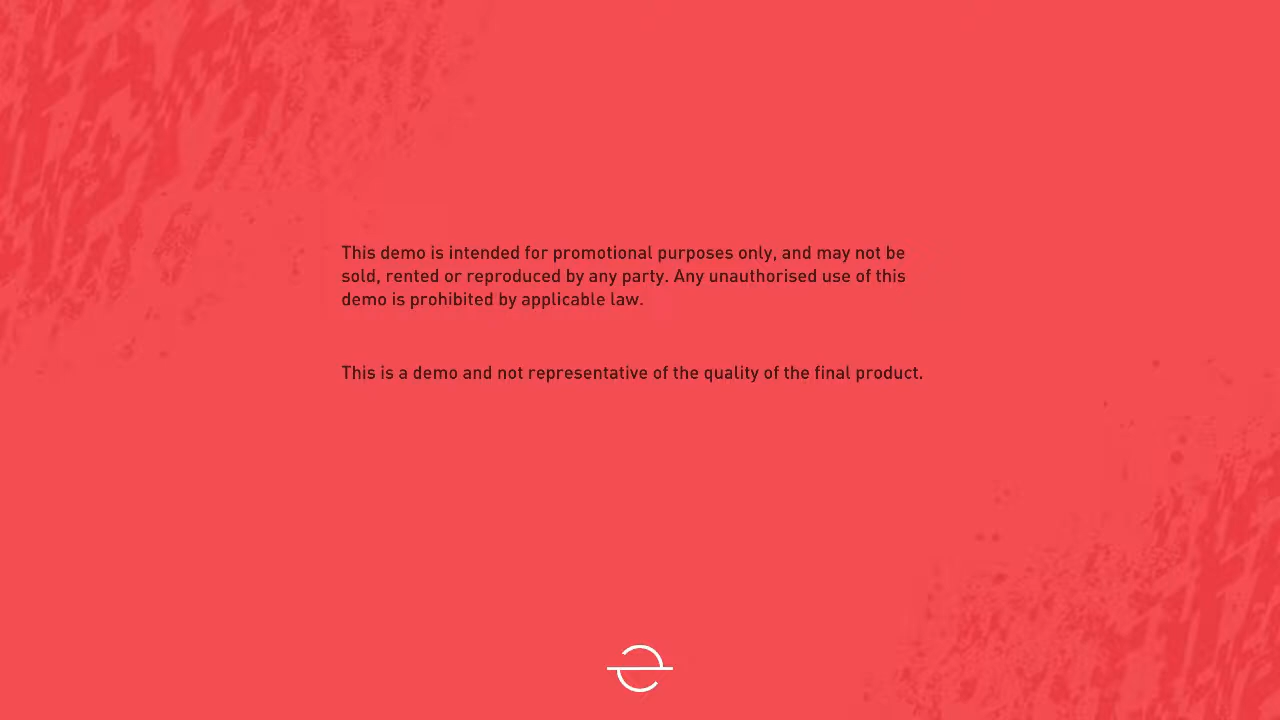 This demo is intended for promotional purposes only, and may not be
sold, rented or reproduced by any party. Any unauthorised use of this
demo is prohibited by applicable law.
This is a demo and not representative of the quality of the final product.